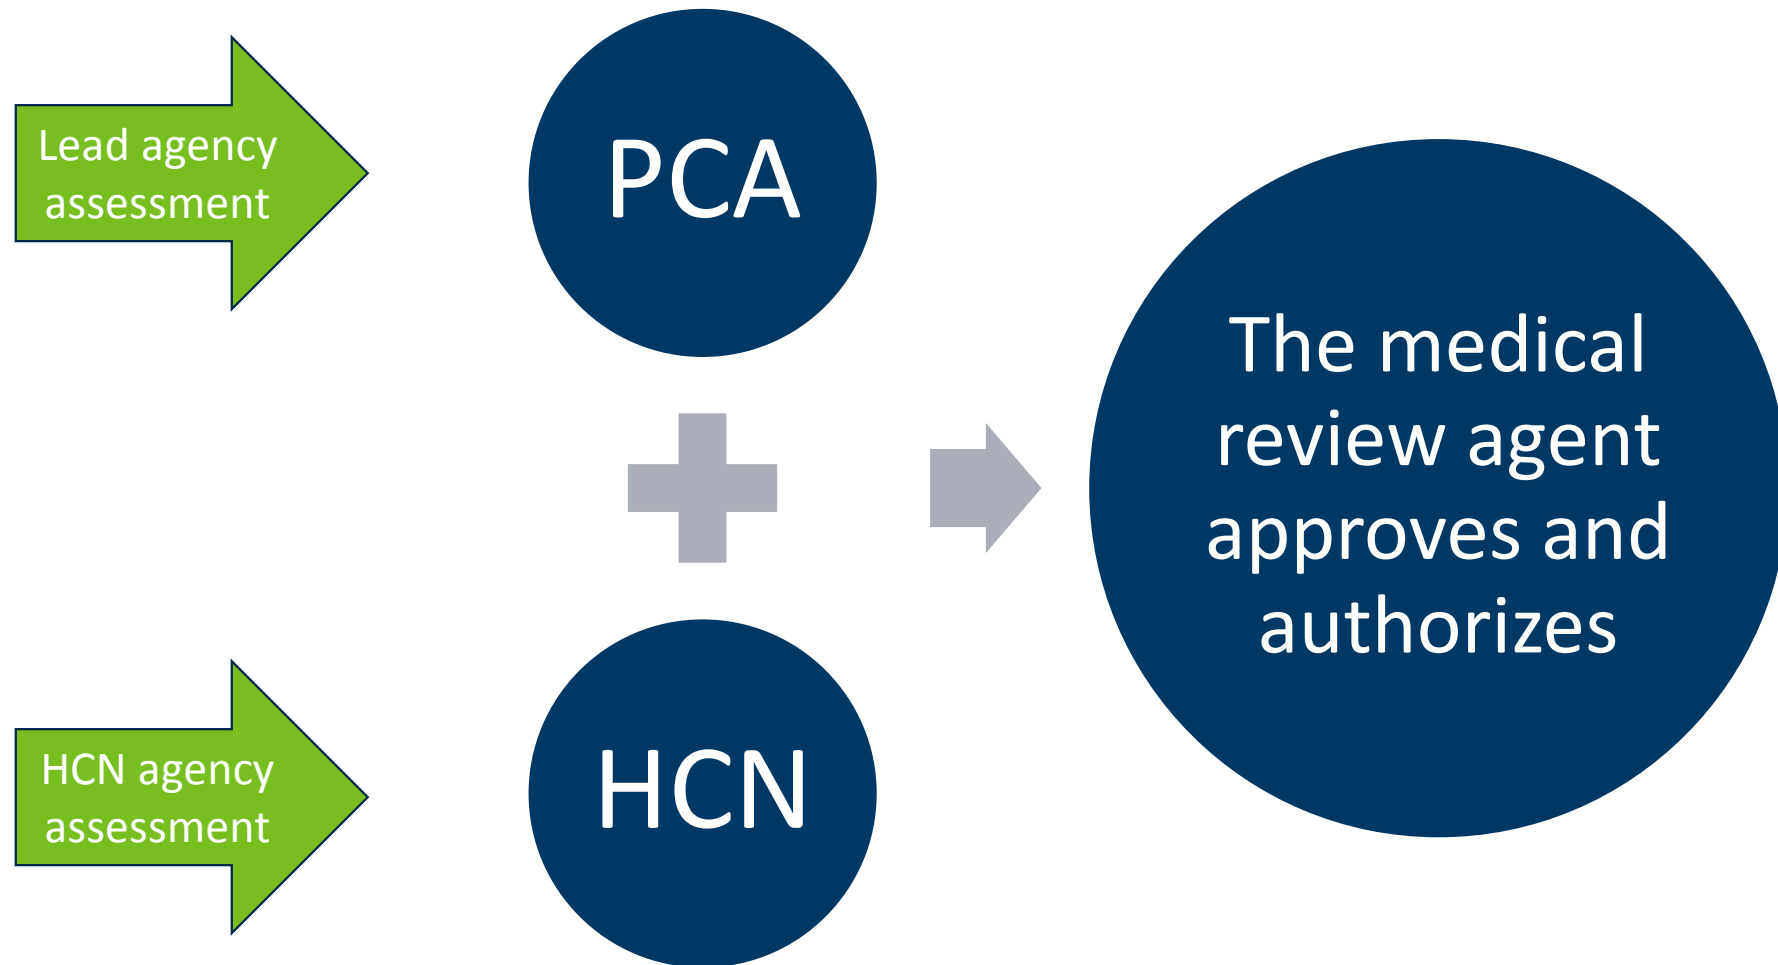 Lead agency
assessment
PCA
HCN agency
assessment
HCN
The medical
review agent
approves and
authorizes